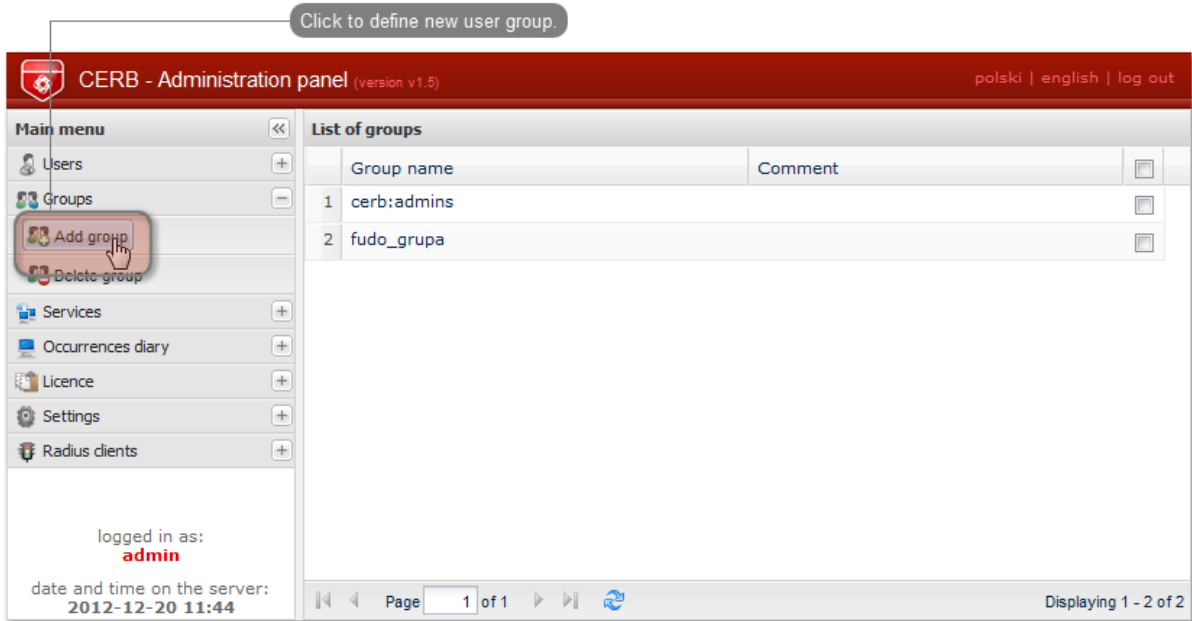 Click to define new user group.
CERB - Administration panel (version v1.5)
polski | english | log out
Main menu
List of groups
Users
Groups
Add group
Delete group
Services
Occurrences diary
Licence
Settings
Radius clients
Group name Comment
1 cerb:admins
2 fudo_grupa
logged in as:
admin
date and time on the server:
2012-12-20 11:44
Page 1 of 1
Displaying 1 - 2 of 2